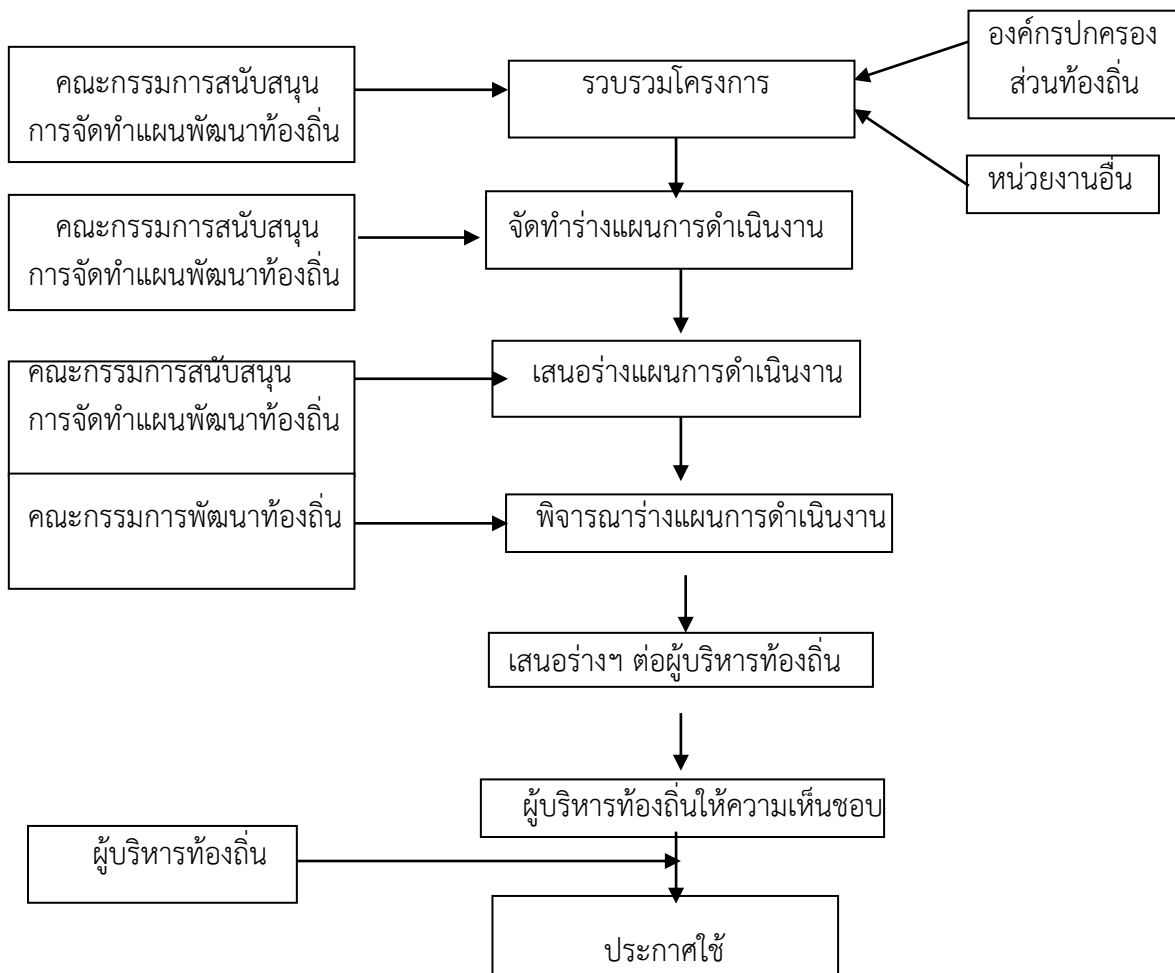 องค์กรปกครอง
ส่วนท้องถิ่น
คณะกรรมการสนับสนุน
การจัดทำแผนพัฒนาท้องถิ่น
รวบรวมโครงการ
หน่วยงานอื่น
คณะกรรมการสนับสนุน
การจัดทำแผนพัฒนาท้องถิ่น
จัดทำร่างแผนการดำเนินงาน
คณะกรรมการสนับสนุน
การจัดทำแผนพัฒนาท้องถิ่น
เสนอร่างแผนการดำเนินงาน
คณะกรรมการพัฒนาท้องถิ่น
พิจารณาร่างแผนการดำเนินงาน
เสนอร่างฯ ต่อผู้บริหารท้องถิ่น
ผู้บริหารท้องถิ่นให้ความเห็นชอบ
ผู้บริหารท้องถิ่น
ประกาศใช้